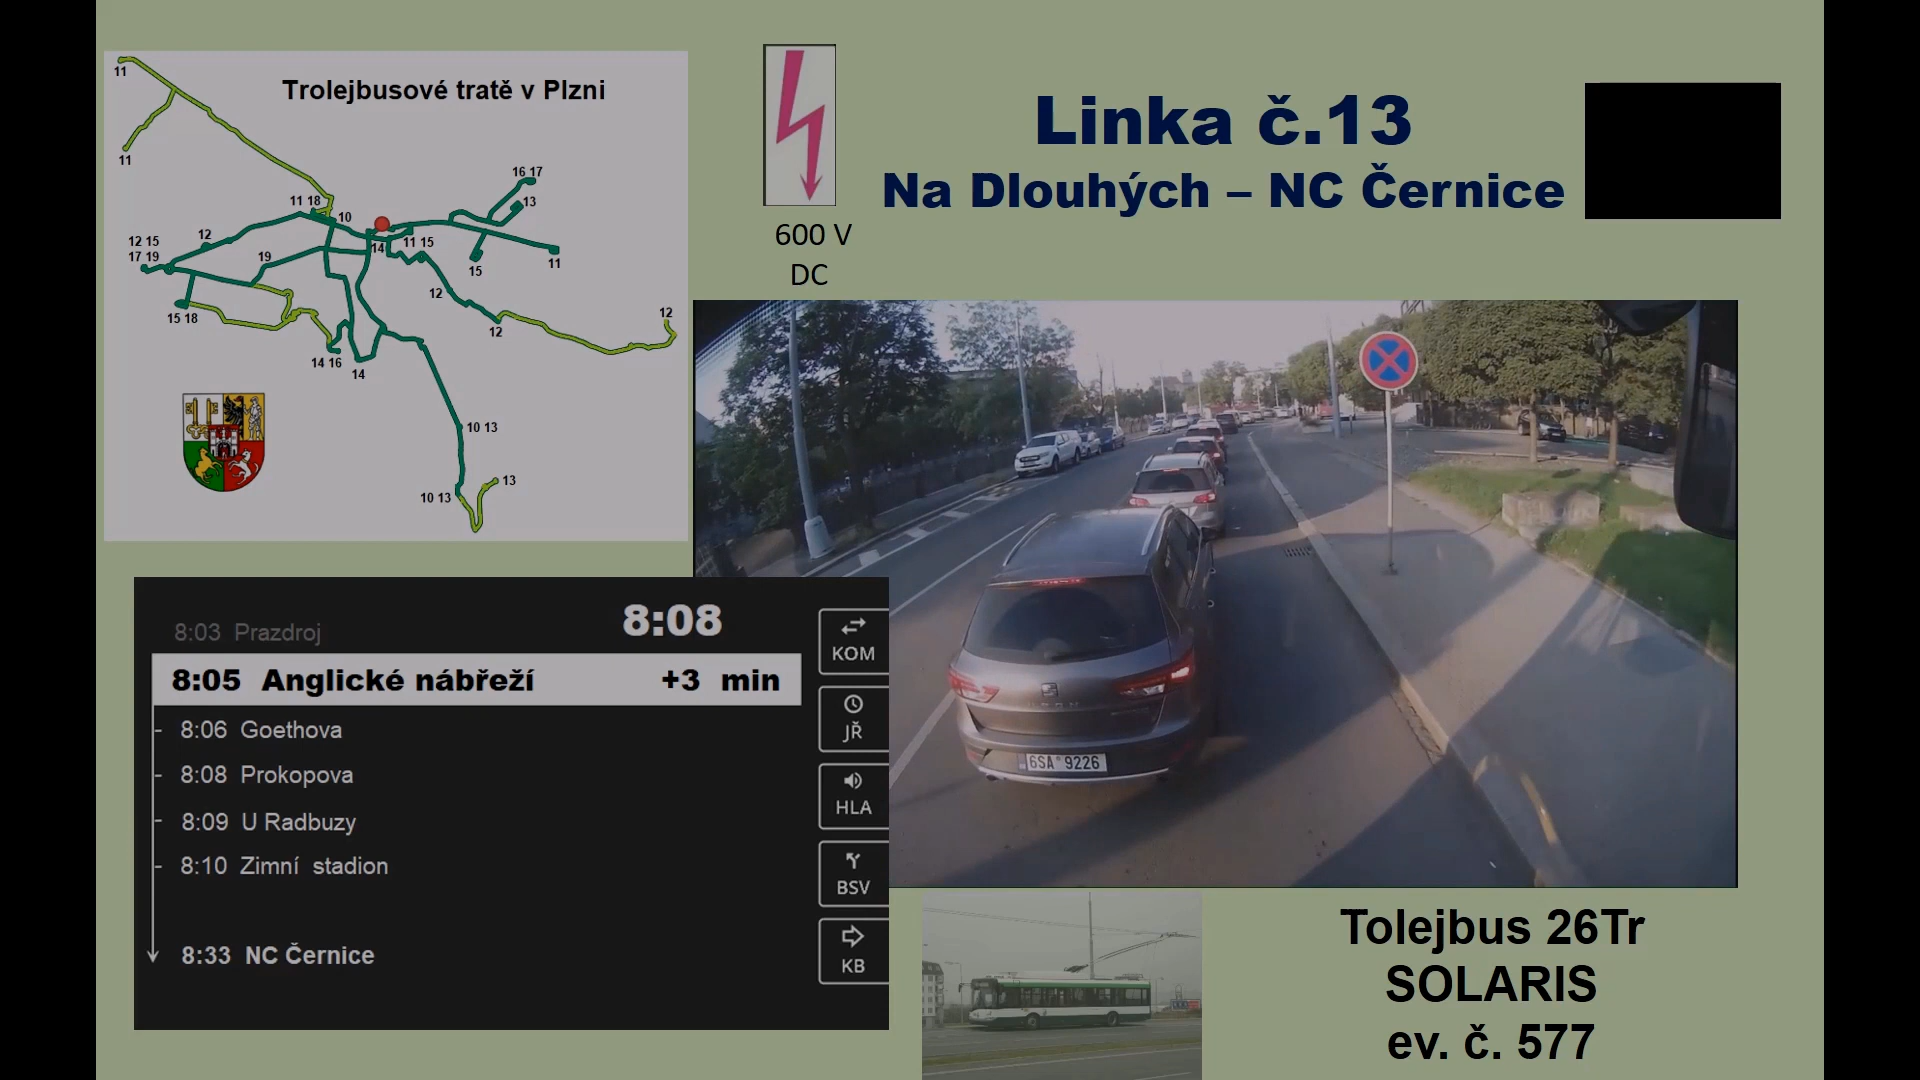 Trolejbusové tratě v Plzni
11
11
16 17
13
11 18
10
12
14
11 15
12 15
17 19
19
15
11
12
15 18
12
12
14 16
14
10 13
10 13
13
600 V
DC
Linka č.13
Na Dlouhých – NC Černice
6SA 9226
8:03 Prazdroj
8:08
8:05 Anglické nábřeží +3 min
8:06 Goethova
8:08 Prokopova
8:09 U Radbuzy
8:10 Zimní stadion
8:33 NC Černice
KOM
JŘ
HLA
BSV
KB
Tolejbus 26Tr
SOLARIS
ev. č. 577